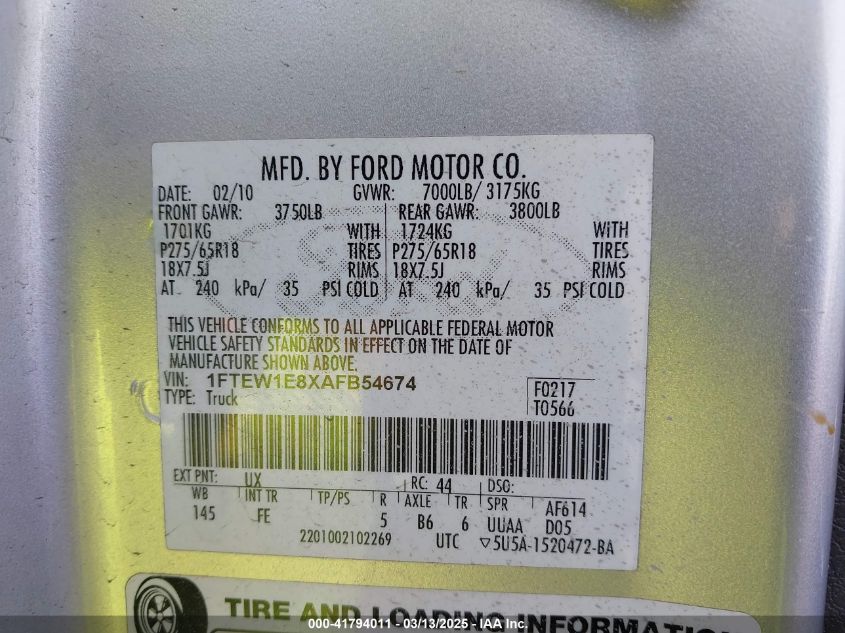 MFD. BY FORD MOTOR CO.
DATE: 02/10 GVWR: 7000LB/ 3175KG
FRONT GAWR: 3750LB REAR GAWR: 3800LB
1701KG WITH 1724KG WITH
P275/65R18 TIRES P275/65R18 TIRES
18X7.5J RIMS 18X7.5J RIMS
AT 240 kPa/ 35 PSI COLD AT 240 kPa/ 35 PSI COLD
THIS VEHICLE CONFORMS TO ALL APPLICABLE FEDERAL MOTOR
VEHICLE SAFETY STANDARDS IN EFFECT ON THE DATE OF
MANUFACTURE SHOWN ABOVE.
VIN: 1FTEW1E8XAFB54674 F0217
TYPE: Truck T0566
EXT PNT: UX RC: 44 DSO:
WB INT TR TP/PS R AXLE TR SPR AF614
145 FE 5 B6 6 UUAA D05
2201002102269 UTC ▽5U5A-1520472-BA
TIRE AND LOADING INFORMATION
000-41794011 - 03/13/2025 - IAA Inc.